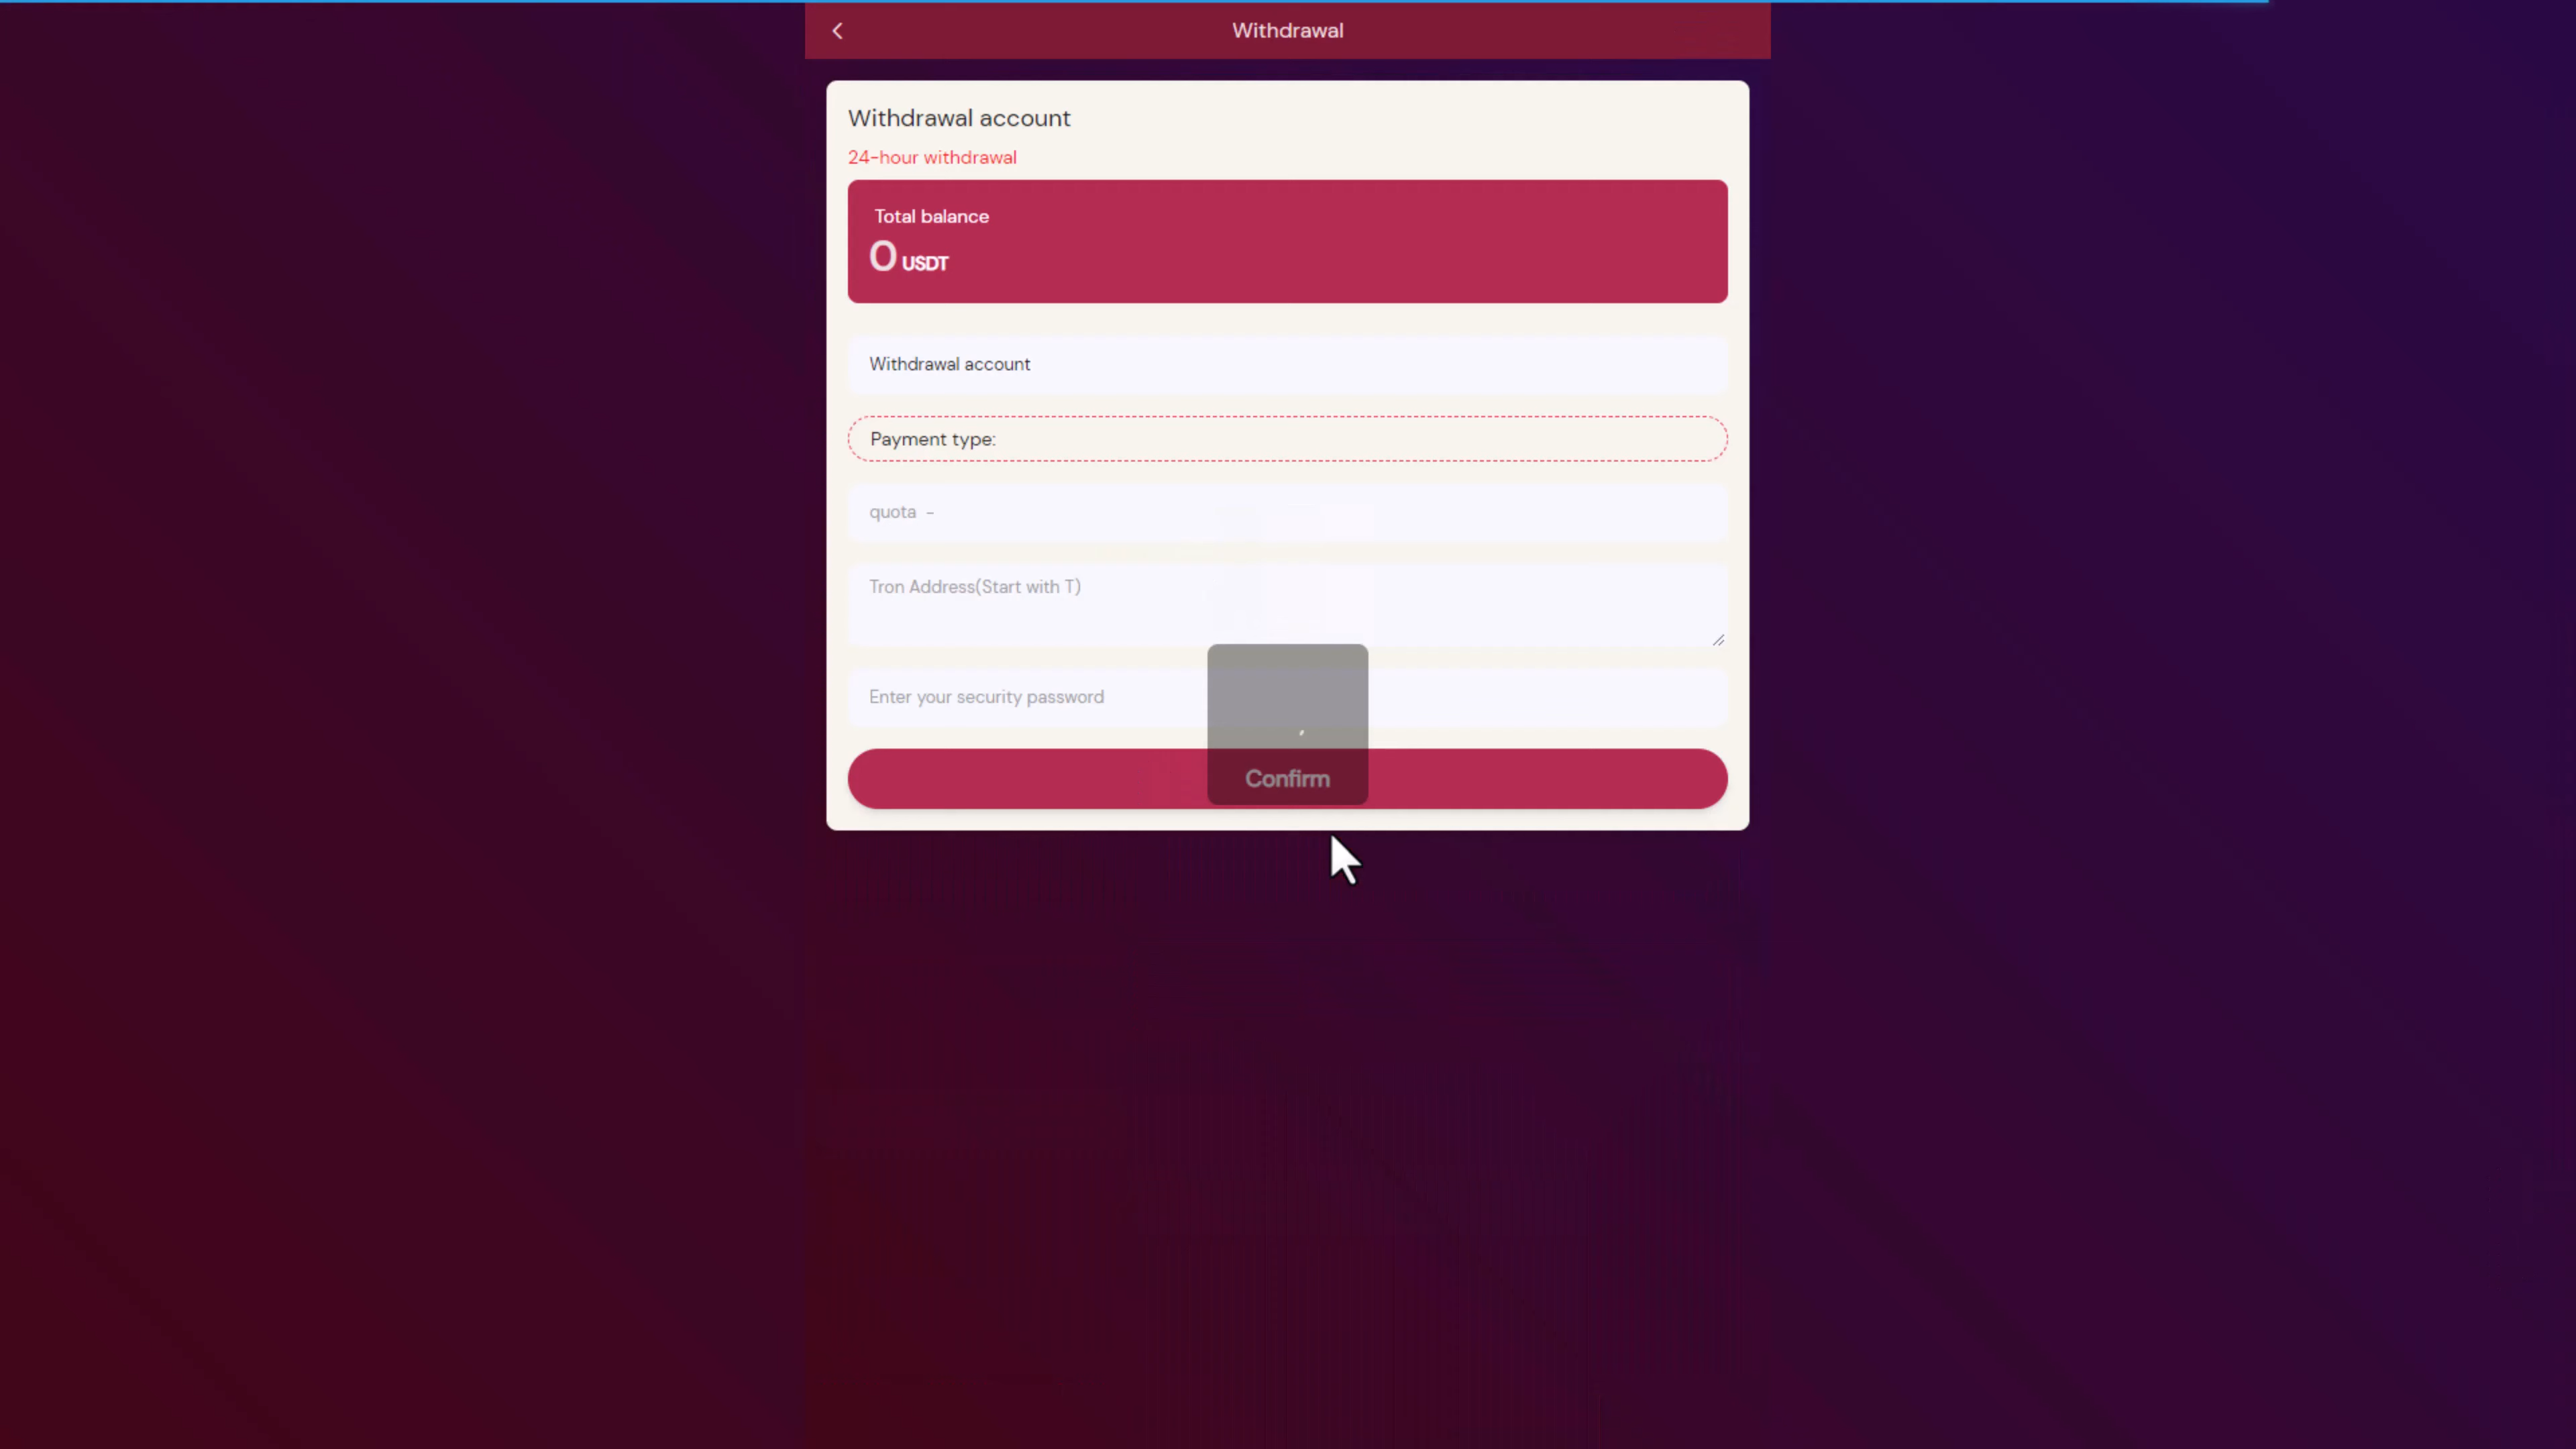 Withdrawal
Withdrawal account
24-hour withdrawal
Total balance
0 USDT
Withdrawal account
Payment type:
quota -
Tron Address(Start with T)
Enter your security password
Confirm